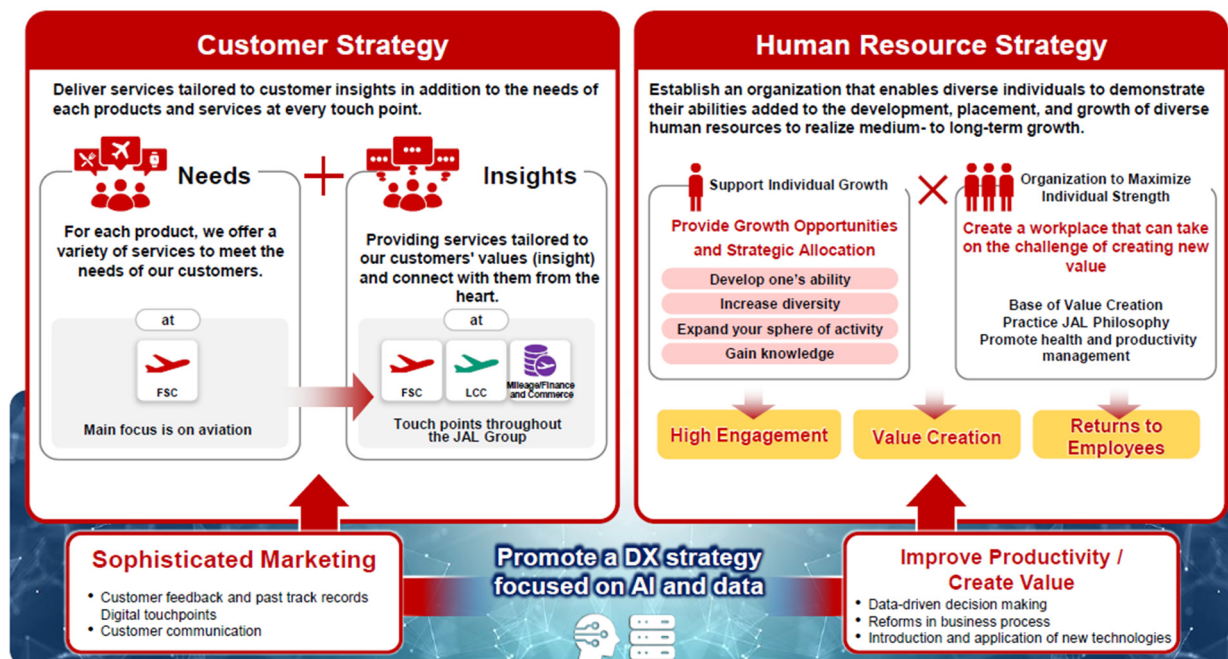 Customer Strategy
Deliver services tailored to customer insights in addition to the needs of
each products and services at every touch point.
Needs
For each product, we offer a
variety of services to meet the
needs of our customers.
at
FSC
Main focus is on aviation
Insights
Providing services tailored to
our customers' values (insight)
and connect with them from the
heart.
at
FSC
LCC
Mileage/Finance
and Commerce
Touch points throughout
the JAL Group
Human Resource Strategy
Establish an organization that enables diverse individuals to demonstrate
their abilities added to the development, placement, and growth of diverse
human resources to realize medium- to long-term growth.
Support Individual Growth
Provide Growth Opportunities
and Strategic Allocation
Develop one's ability
Increase diversity
Expand your sphere of activity
Gain knowledge
Organization to Maximize
Individual Strength
Create a workplace that can take
on the challenge of creating new
value
Base of Value Creation
Practice JAL Philosophy
Promote health and productivity
management
High Engagement
Value Creation
Returns to
Employees
Sophisticated Marketing
• Customer feedback and past track records
Digital touchpoints
• Customer communication
Promote a DX strategy
focused on AI and data
Improve Productivity /
Create Value
• Data-driven decision making
• Reforms in business process
• Introduction and application of new technologies